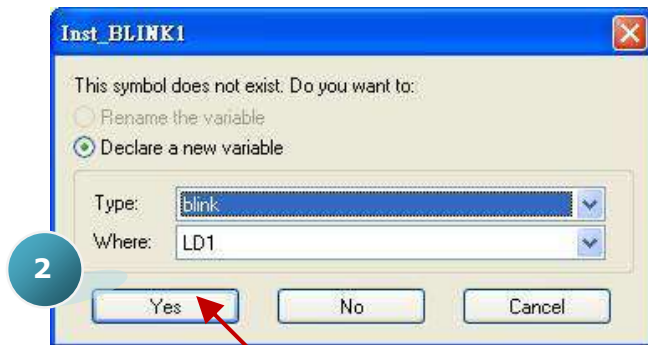 Inst_BLINK1
This symbol does not exist. Do you want to:
Rename the variable
Declare a new variable
Type: blink
Where: LD1
2
Yes No Cancel